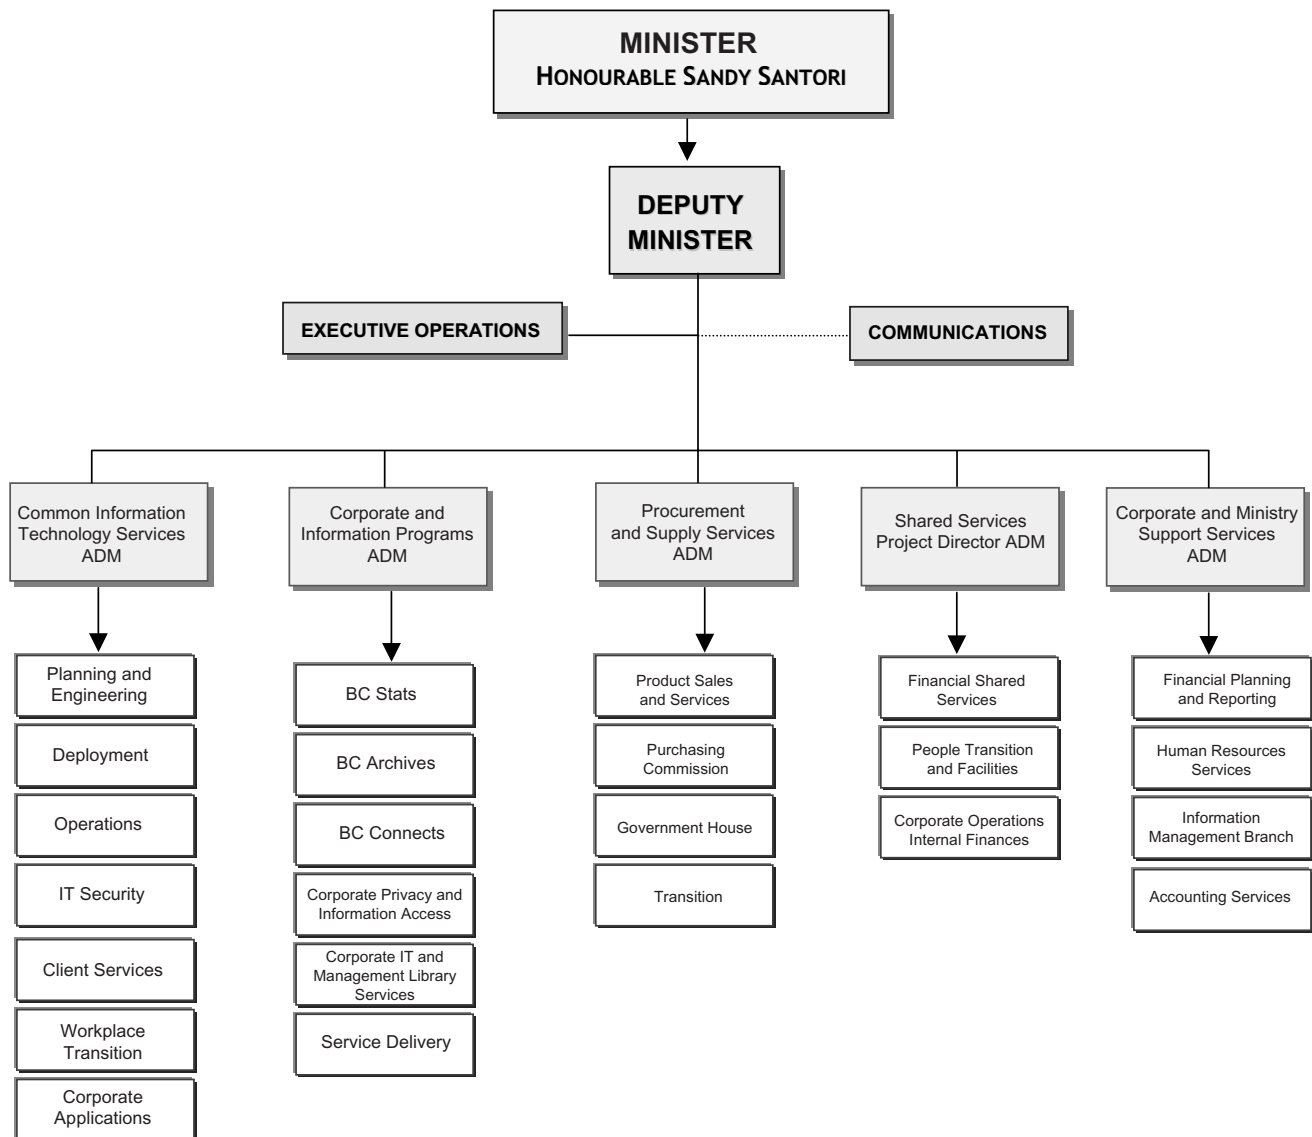 MINISTER
HONOURABLE SANDY SANTORI
DEPUTY
MINISTER
EXECUTIVE OPERATIONS
COMMUNICATIONS
Common Information
Technology Services
ADM
Corporate and
Information Programs
ADM
Procurement
and Supply Services
ADM
Shared Services
Project Director ADM
Corporate and Ministry
Support Services
ADM
Planning and
Engineering
Deployment
Operations
IT Security
Client Services
Workplace
Transition
Corporate
Applications
BC Stats
BC Archives
BC Connects
Corporate Privacy and
Information Access
Corporate IT and
Management Library
Services
Service Delivery
Product Sales
and Services
Purchasing
Commission
Government House
Transition
Financial Shared
Services
People Transition
and Facilities
Corporate Operations
Internal Finances
Financial Planning
and Reporting
Human Resources
Services
Information
Management Branch
Accounting Services